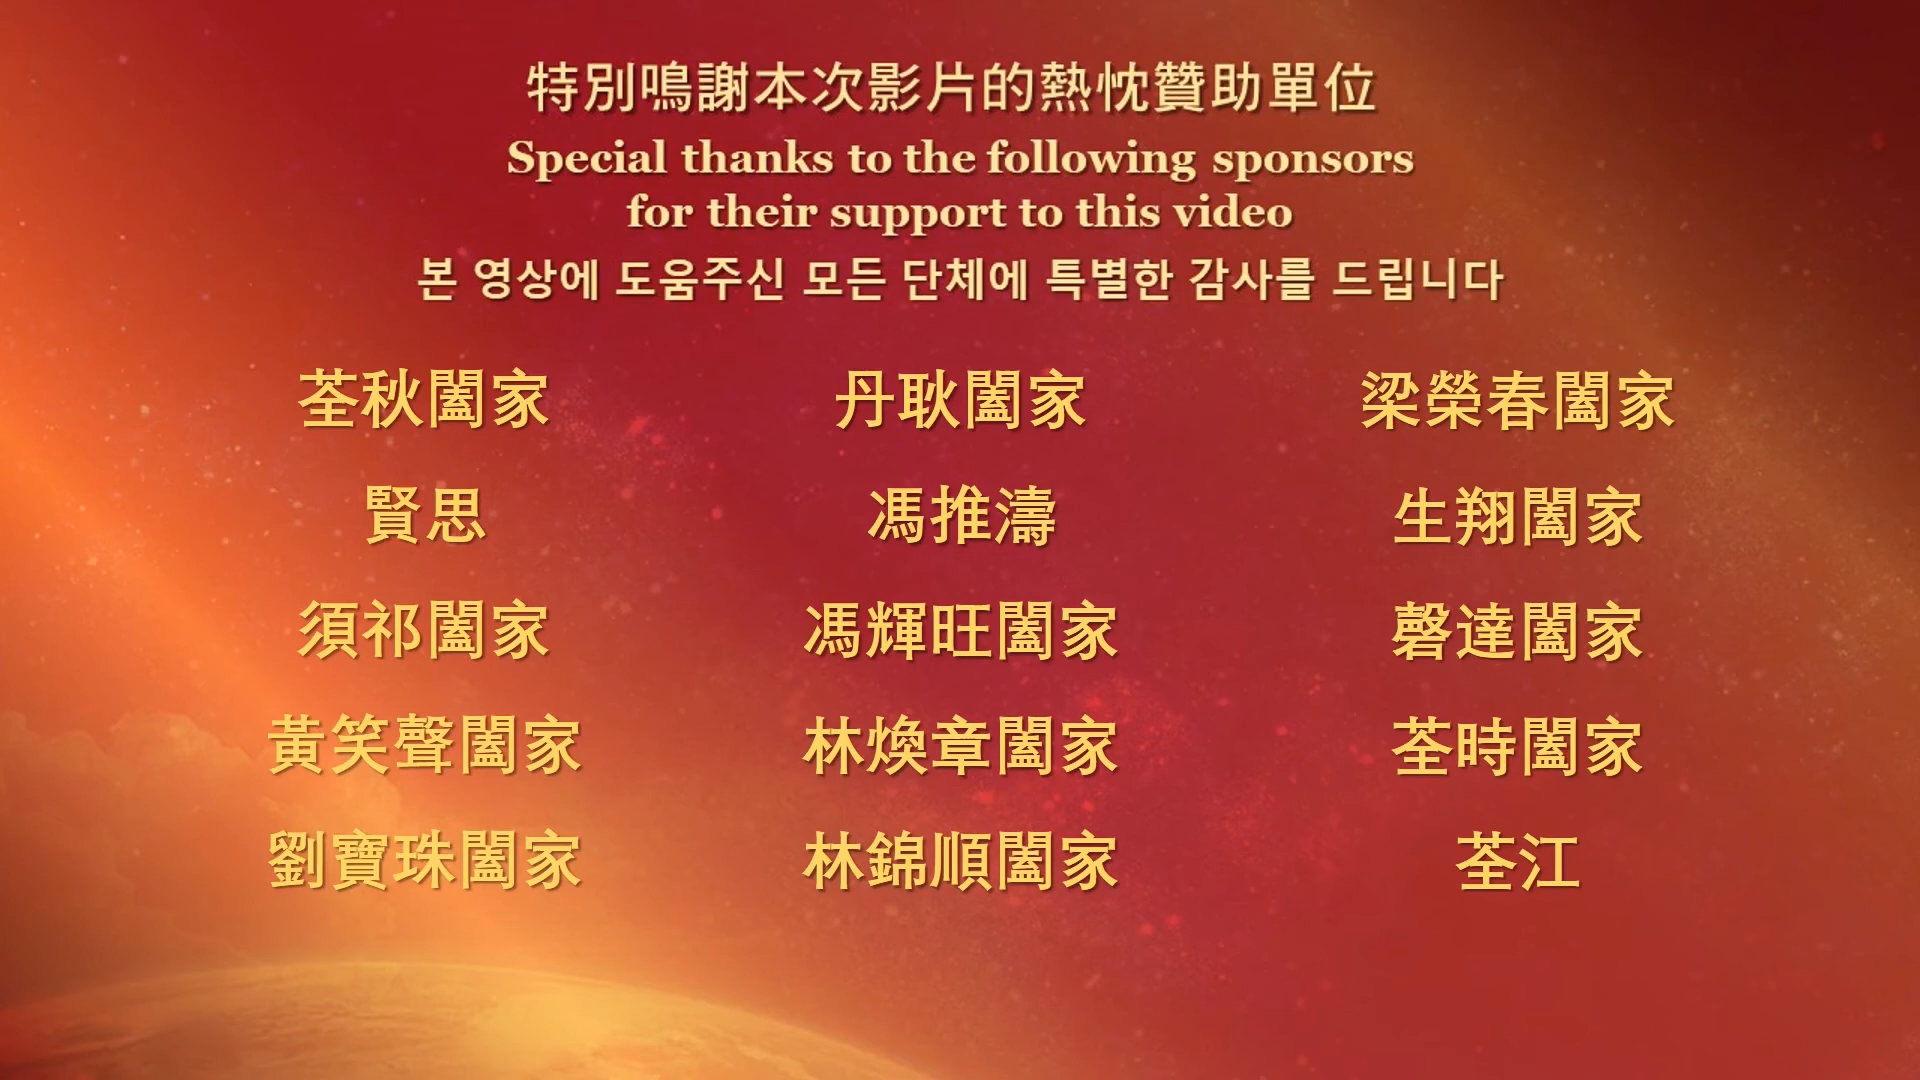 特別鳴謝本次影片的熱忱贊助單位
Special thanks to the following sponsors
for their support to this video
본 영상에 도움주신 모든 단체에 특별한 감사를 드립니다
荃秋闔家 丹耿闔家 梁榮春闔家
賢思 馮推濤 生翔闔家
須祁闔家 馮輝旺闔家 磬達闔家
黃笑聲闔家 林煥章闔家 荃時闔家
劉寶珠闔家 林錦順闔家 荃江